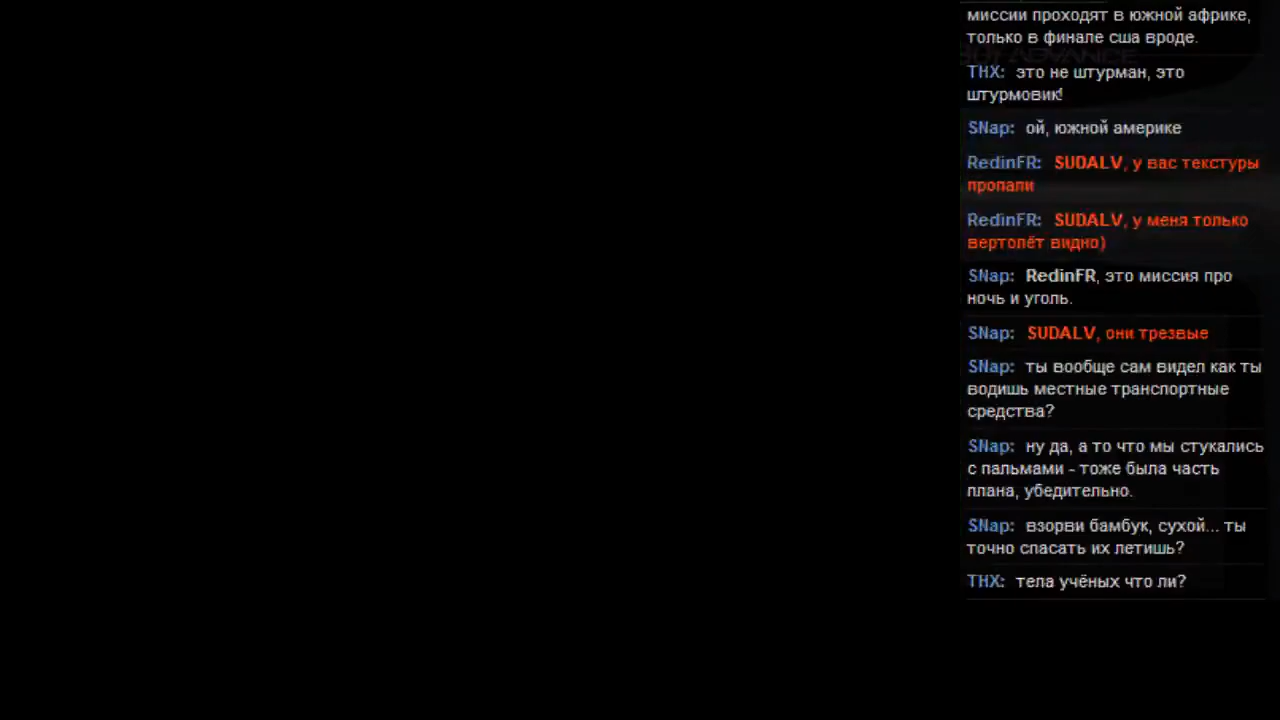 миссии проходят в южной африке,
только в финале сша вроде.
ADVANCE
THX: это не штурман, это
штурмовик!
SNap: ой, южной америке
RedinFR: SUDALV, у вас текстуры
пропали
RedinFR: SUDALV, у меня только
вертолёт видно)
SNap: RedinFR, это миссия про
ночь и уголь.
SNap: SUDALV, они трезвые
SNap: ты вообще сам видел как ты
водишь местные транспортные
средства?
SNap: ну да, а то что мы стукались
с пальмами - тоже была часть
плана, убедительно.
SNap: взорви бамбук, сухой... ты
точно спасать их летишь?
THX: тела учёных что ли?